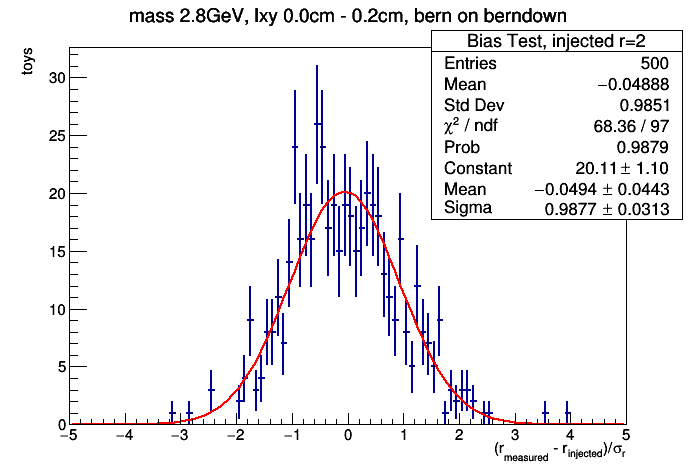 mass 2.8GeV, lxy 0.0cm - 0.2cm, bern on berndown
Bias Test, injected r=2
Entries 500
Mean −0.04888
Std Dev 0.9851
χ² / ndf 68.36 / 97
Prob 0.9879
Constant 20.11 ± 1.10
Mean −0.0494 ± 0.0443
Sigma 0.9877 ± 0.0313
toys
30
25
20
15
10
5
0
−5 −4 −3 −2 −1 0 1 2 3 4 5
(r_measured - r_injected)/σ_r